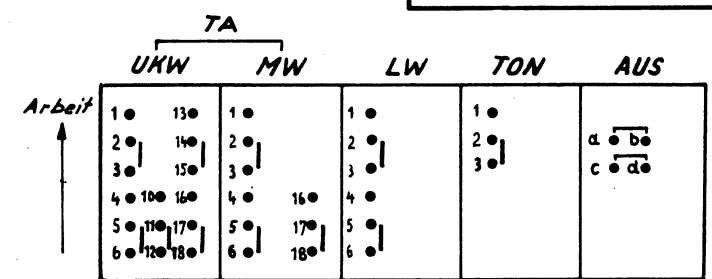 TA
UKW MW LW TON AUS
Arbeit
1 13 1 1 1
2 14 2 2 2 a b
3 15 3 3 3 c d
4 10 16 4 16 4
5 11 17 5 17 5
6 12 18 6 18 6